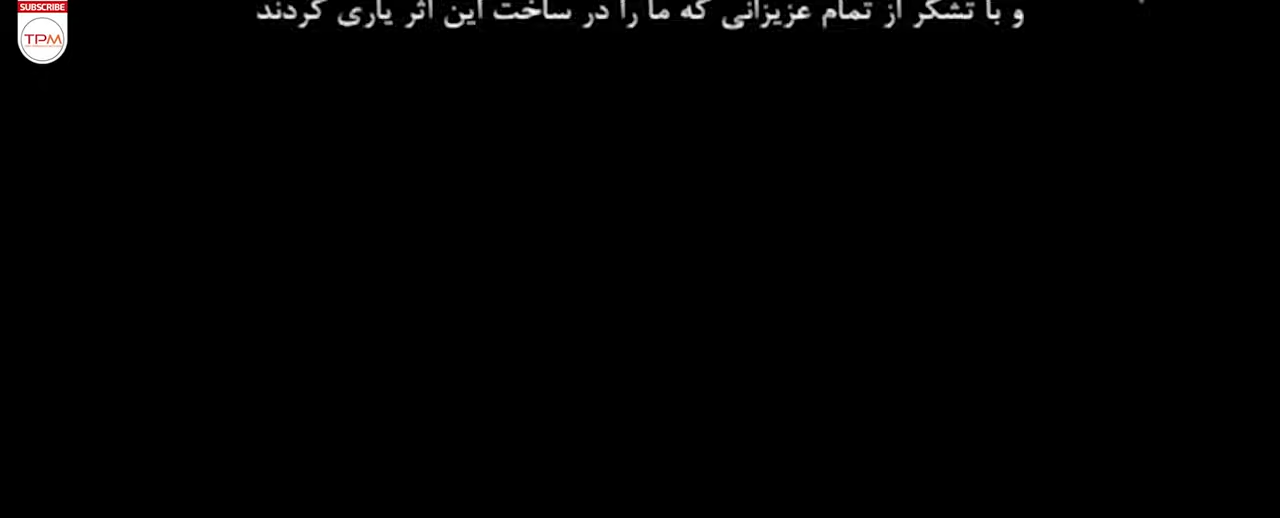 SUBSCRIBE
TPM
و با تشکر از تمام عزیزانی که ما را در ساخت این اثر یاری کردند